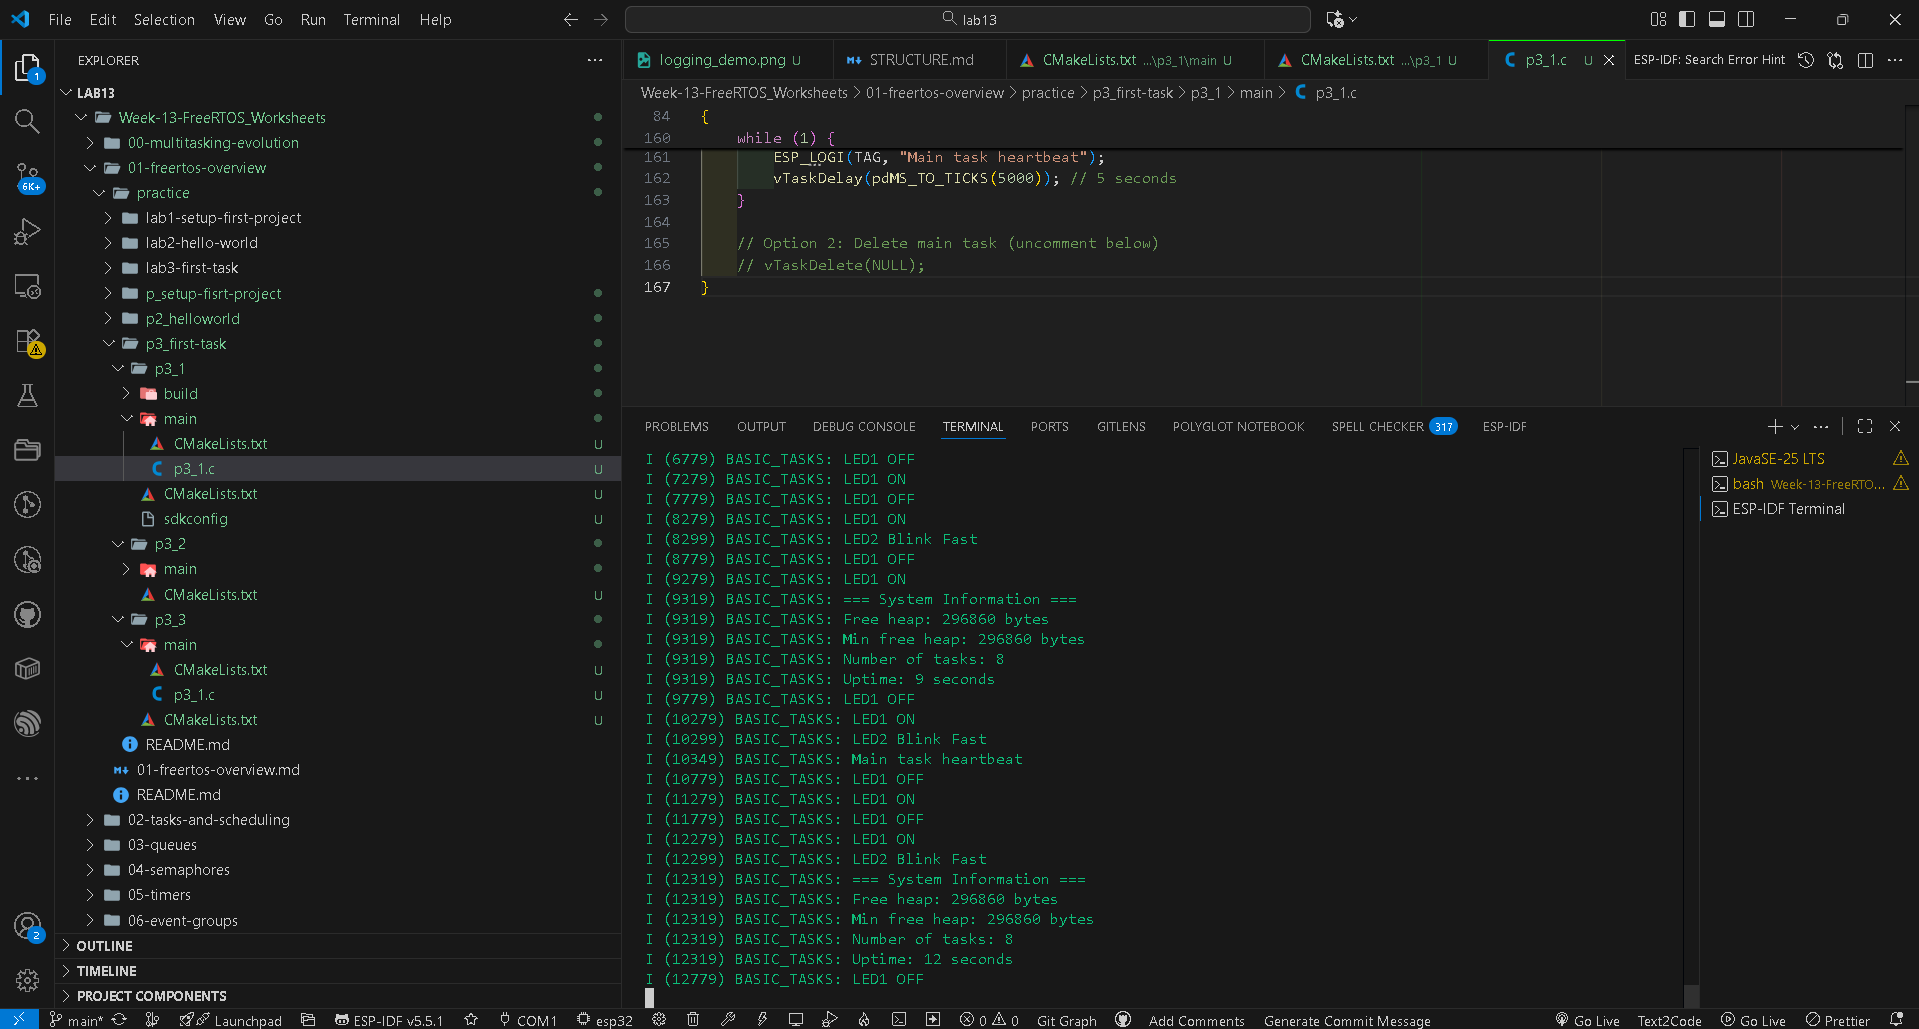 File Edit Selection View Go Run Terminal Help
lab13
EXPLORER
LAB13
Week-13-FreeRTOS_Worksheets
00-multitasking-evolution
01-freertos-overview
practice
lab1-setup-first-project
lab2-hello-world
lab3-first-task
p_setup-fisrt-project
p2_helloworld
p3_first-task
p3_1
build
main
CMakeLists.txt U
p3_1.c U
CMakeLists.txt U
sdkconfig U
p3_2
main
CMakeLists.txt U
p3_3
main
CMakeLists.txt U
p3_1.c U
CMakeLists.txt U
README.md
01-freertos-overview.md
README.md
02-tasks-and-scheduling
03-queues
04-semaphores
05-timers
06-event-groups
OUTLINE
TIMELINE
PROJECT COMPONENTS
1
6K+
2
logging_demo.png U
STRUCTURE.md
CMakeLists.txt ...\p3_1\main U
CMakeLists.txt ...\p3_1 U
p3_1.c U
ESP-IDF: Search Error Hint
Week-13-FreeRTOS_Worksheets > 01-freertos-overview > practice > p3_first-task > p3_1 > main > p3_1.c
84 {
160 while (1) {
161 ESP_LOGI(TAG, "Main task heartbeat");
162 vTaskDelay(pdMS_TO_TICKS(5000)); // 5 seconds
163 }
164
165 // Option 2: Delete main task (uncomment below)
166 // vTaskDelete(NULL);
167 }
PROBLEMS OUTPUT DEBUG CONSOLE TERMINAL PORTS GITLENS POLYGLOT NOTEBOOK SPELL CHECKER 317 ESP-IDF
I (6779) BASIC_TASKS: LED1 OFF
I (7279) BASIC_TASKS: LED1 ON
I (7779) BASIC_TASKS: LED1 OFF
I (8279) BASIC_TASKS: LED1 ON
I (8299) BASIC_TASKS: LED2 Blink Fast
I (8779) BASIC_TASKS: LED1 OFF
I (9279) BASIC_TASKS: LED1 ON
I (9319) BASIC_TASKS: === System Information ===
I (9319) BASIC_TASKS: Free heap: 296860 bytes
I (9319) BASIC_TASKS: Min free heap: 296860 bytes
I (9319) BASIC_TASKS: Number of tasks: 8
I (9319) BASIC_TASKS: Uptime: 9 seconds
I (9779) BASIC_TASKS: LED1 OFF
I (10279) BASIC_TASKS: LED1 ON
I (10299) BASIC_TASKS: LED2 Blink Fast
I (10349) BASIC_TASKS: Main task heartbeat
I (10779) BASIC_TASKS: LED1 OFF
I (11279) BASIC_TASKS: LED1 ON
I (11779) BASIC_TASKS: LED1 OFF
I (12279) BASIC_TASKS: LED1 ON
I (12299) BASIC_TASKS: LED2 Blink Fast
I (12319) BASIC_TASKS: === System Information ===
I (12319) BASIC_TASKS: Free heap: 296860 bytes
I (12319) BASIC_TASKS: Min free heap: 296860 bytes
I (12319) BASIC_TASKS: Number of tasks: 8
I (12319) BASIC_TASKS: Uptime: 12 seconds
I (12779) BASIC_TASKS: LED1 OFF
JavaSE-25 LTS
bash Week-13-FreeRTO...
ESP-IDF Terminal
main* Launchpad ESP-IDF v5.5.1 COM1 esp32 0 0 Git Graph Add Comments Generate Commit Message Go Live Text2Code Go Live Prettier